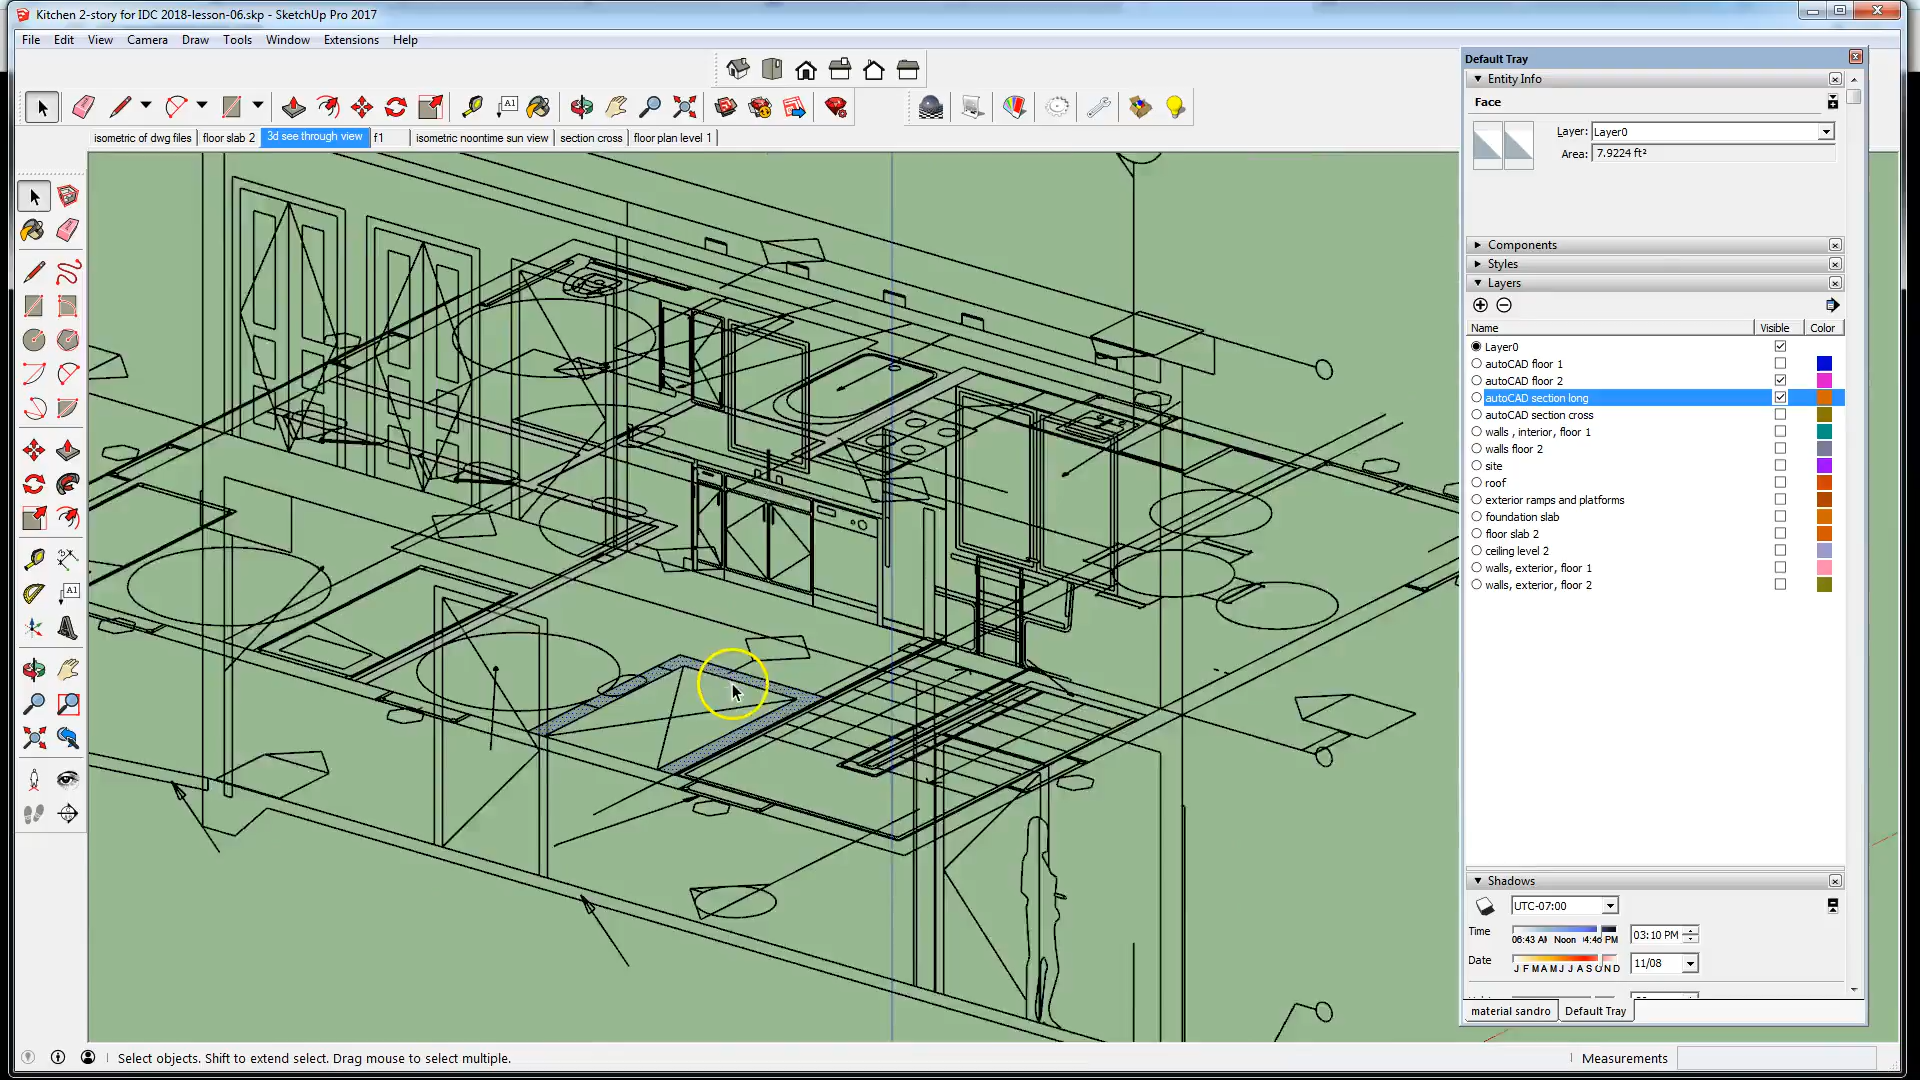 Kitchen 2-story for IDC 2018-lesson-06.skp - SketchUp Pro 2017
File Edit View Camera Draw Tools Window Extensions Help
isometric of dwg files floor slab 2 3d see through view f1 isometric noontime sun view section cross floor plan level 1
Default Tray
Entity Info
Face
Layer: Layer0
Area: 7.9224 ft²
Components
Styles
Layers
Name Visible Color
Layer0
autoCAD floor 1
autoCAD floor 2
autoCAD section long
autoCAD section cross
walls , interior, floor 1
walls floor 2
site
roof
exterior ramps and platforms
foundation slab
floor slab 2
ceiling level 2
walls, exterior, floor 1
walls, exterior, floor 2
Shadows
UTC-07:00
Time 06:43 AM Noon 03:10 PM
Date J F M A M J J A S O N D 11/08
material sandro Default Tray
Select objects. Shift to extend select. Drag mouse to select multiple. Measurements